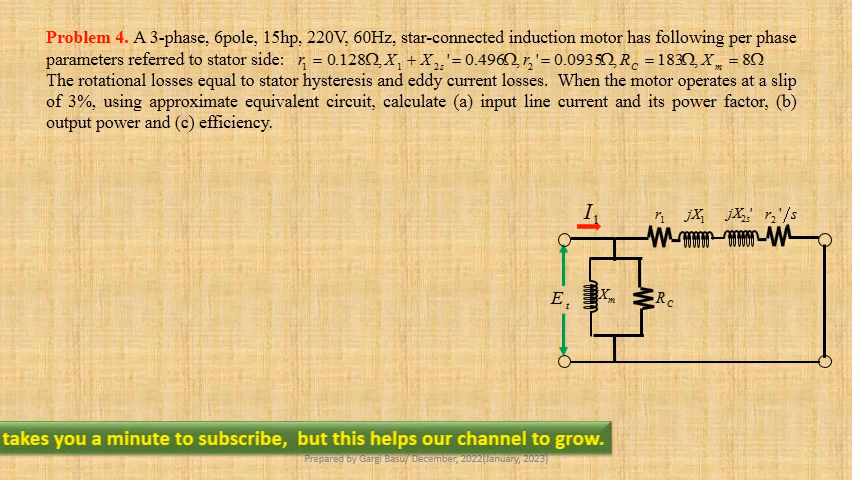 Problem 4. A 3-phase, 6pole, 15hp, 220V, 60Hz, star-connected induction motor has following per phase
parameters referred to stator side: r₁ = 0.128Ω, X₁ + X₂ₛ' = 0.496Ω, r₂' = 0.0935Ω, R_C = 183Ω, X_m = 8Ω
The rotational losses equal to stator hysteresis and eddy current losses. When the motor operates at a slip
of 3%, using approximate equivalent circuit, calculate (a) input line current and its power factor, (b)
output power and (c) efficiency.
I₁
r₁ jX₁ jX₂ₛ' r₂'/s
E_t X_m R_C
takes you a minute to subscribe, but this helps our channel to grow.
Prepared by Gargi Basu/ December, 2022(January, 2023)